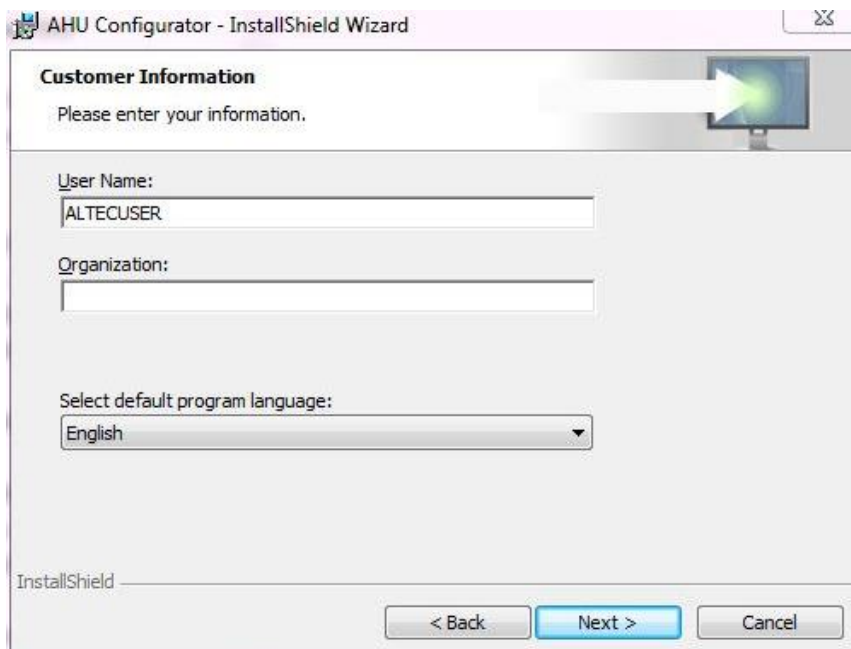 AHU Configurator - InstallShield Wizard
Customer Information
Please enter your information.
User Name:
ALTECUSER
Organization:
Select default program language:
English
InstallShield
< Back Next > Cancel